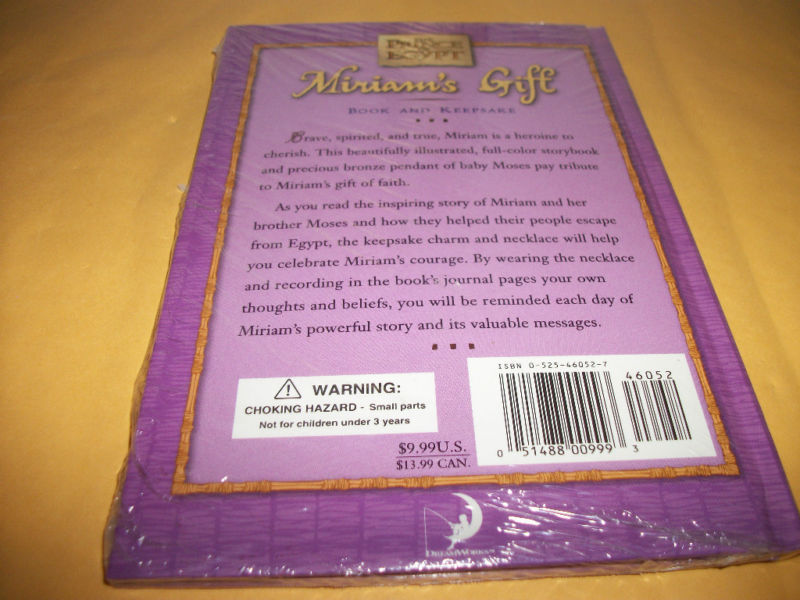 THE PRINCE
OF EGYPT
Miriam's Gift
BOOK AND KEEPSAKE
Brave, spirited, and true, Miriam is a heroine to
cherish. This beautifully illustrated, full-color storybook
and precious bronze pendant of baby Moses pay tribute
to Miriam's gift of faith.
As you read the inspiring story of Miriam and her
brother Moses and how they helped their people escape
from Egypt, the keepsake charm and necklace will help
you celebrate Miriam's courage. By wearing the necklace
and recording in the book's journal pages your own
thoughts and beliefs, you will be reminded each day of
Miriam's powerful story and its valuable messages.
WARNING:
CHOKING HAZARD - Small parts
Not for children under 3 years
$9.99 U.S.
$13.99 CAN.
ISBN 0-525-46052-7
46052
0 51488 00999 3
DREAMWORKS